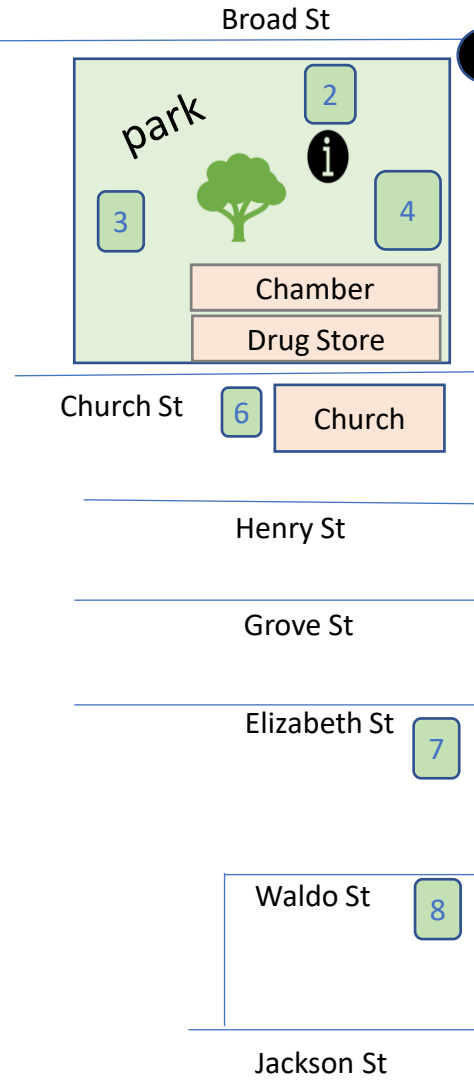 Broad St
park
2
i
3
4
Chamber
Drug Store
Church St
6
Church
Henry St
Grove St
Elizabeth St
7
Waldo St
8
Jackson St